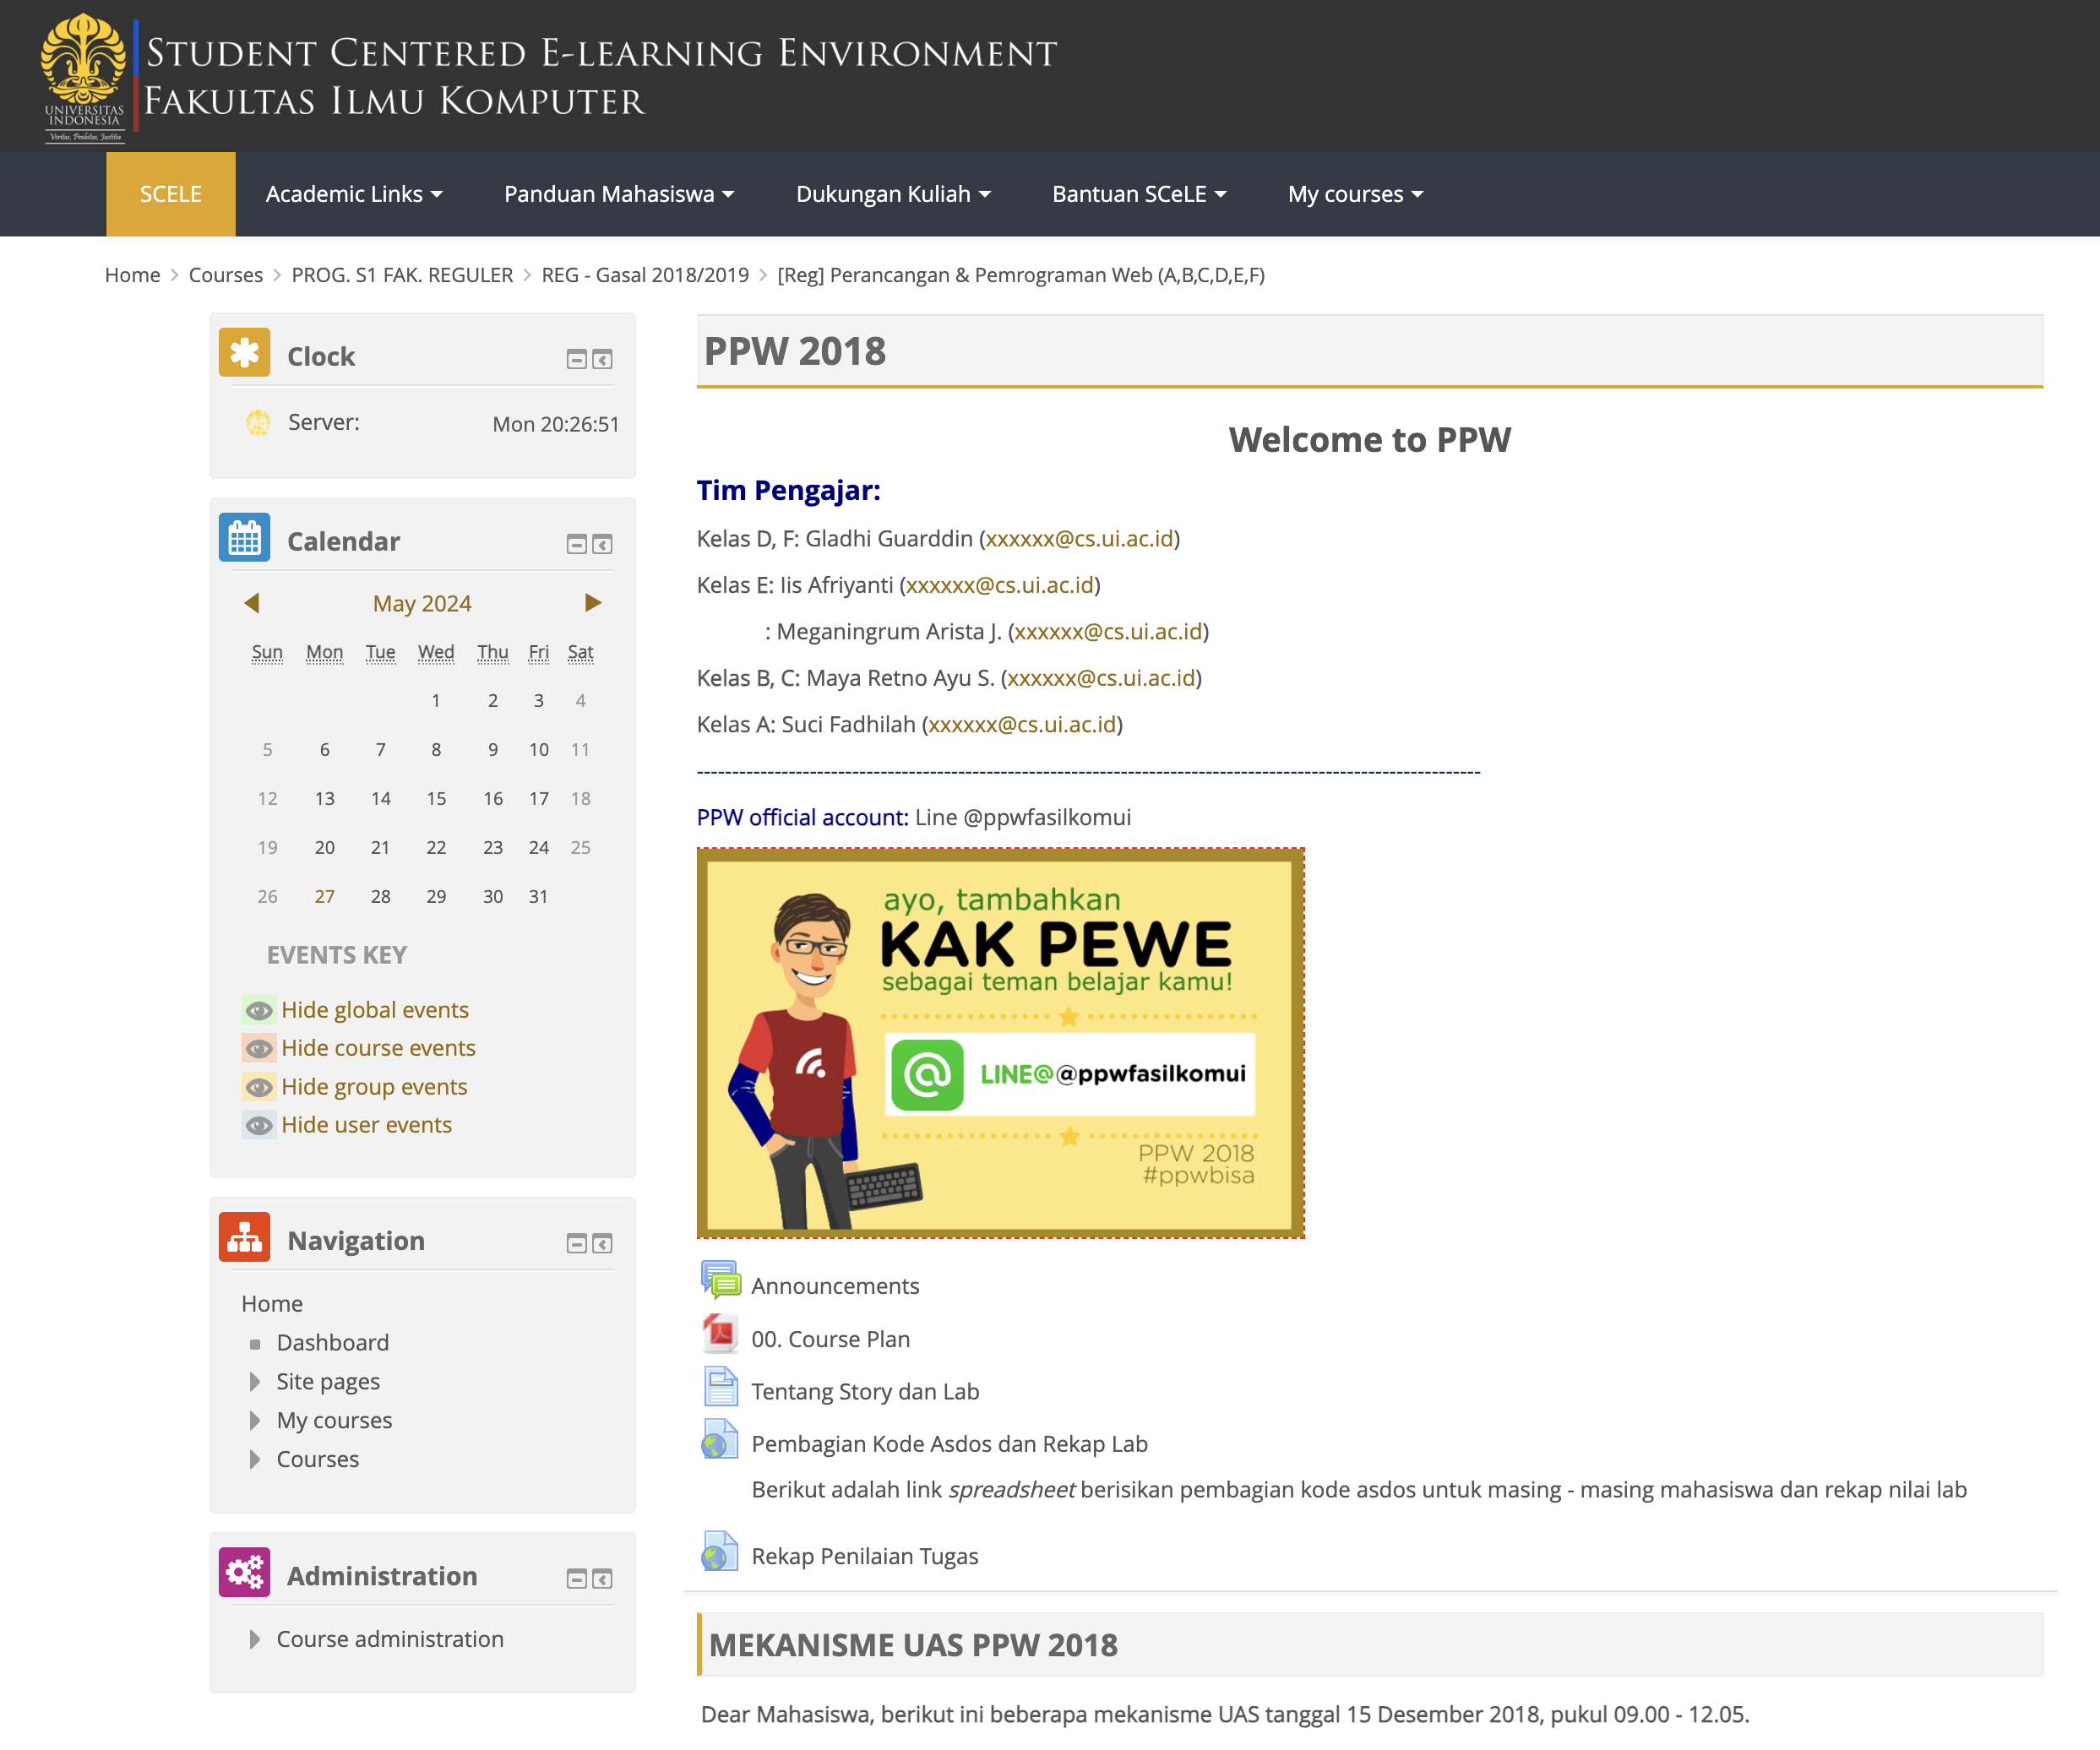 UNIVERSITAS
INDONESIA
Veritas, Probitas, Justitia
STUDENT CENTERED E-LEARNING ENVIRONMENT
FAKULTAS ILMU KOMPUTER
SCELE
Academic Links
Panduan Mahasiswa
Dukungan Kuliah
Bantuan SCeLE
My courses
Home > Courses > PROG. S1 FAK. REGULER > REG - Gasal 2018/2019 > [Reg] Perancangan & Pemrograman Web (A,B,C,D,E,F)
Clock
Server: Mon 20:26:51
Calendar
May 2024
Sun Mon Tue Wed Thu Fri Sat
1 2 3 4
5 6 7 8 9 10 11
12 13 14 15 16 17 18
19 20 21 22 23 24 25
26 27 28 29 30 31
EVENTS KEY
Hide global events
Hide course events
Hide group events
Hide user events
Navigation
Home
Dashboard
Site pages
My courses
Courses
Administration
Course administration
PPW 2018
Welcome to PPW
Tim Pengajar:
Kelas D, F: Gladhi Guarddin (xxxxxx@cs.ui.ac.id)
Kelas E: Iis Afriyanti (xxxxxx@cs.ui.ac.id)
: Meganingrum Arista J. (xxxxxx@cs.ui.ac.id)
Kelas B, C: Maya Retno Ayu S. (xxxxxx@cs.ui.ac.id)
Kelas A: Suci Fadhilah (xxxxxx@cs.ui.ac.id)
----------------------------------------------------------------------------------------------------------------
PPW official account: Line @ppwfasilkomui
ayo, tambahkan
KAK PEWE
sebagai teman belajar kamu!
LINE@ @ppwfasilkomui
PPW 2018
#ppwbisa
Announcements
00. Course Plan
Tentang Story dan Lab
Pembagian Kode Asdos dan Rekap Lab
Berikut adalah link spreadsheet berisikan pembagian kode asdos untuk masing - masing mahasiswa dan rekap nilai lab
Rekap Penilaian Tugas
MEKANISME UAS PPW 2018
Dear Mahasiswa, berikut ini beberapa mekanisme UAS tanggal 15 Desember 2018, pukul 09.00 - 12.05.